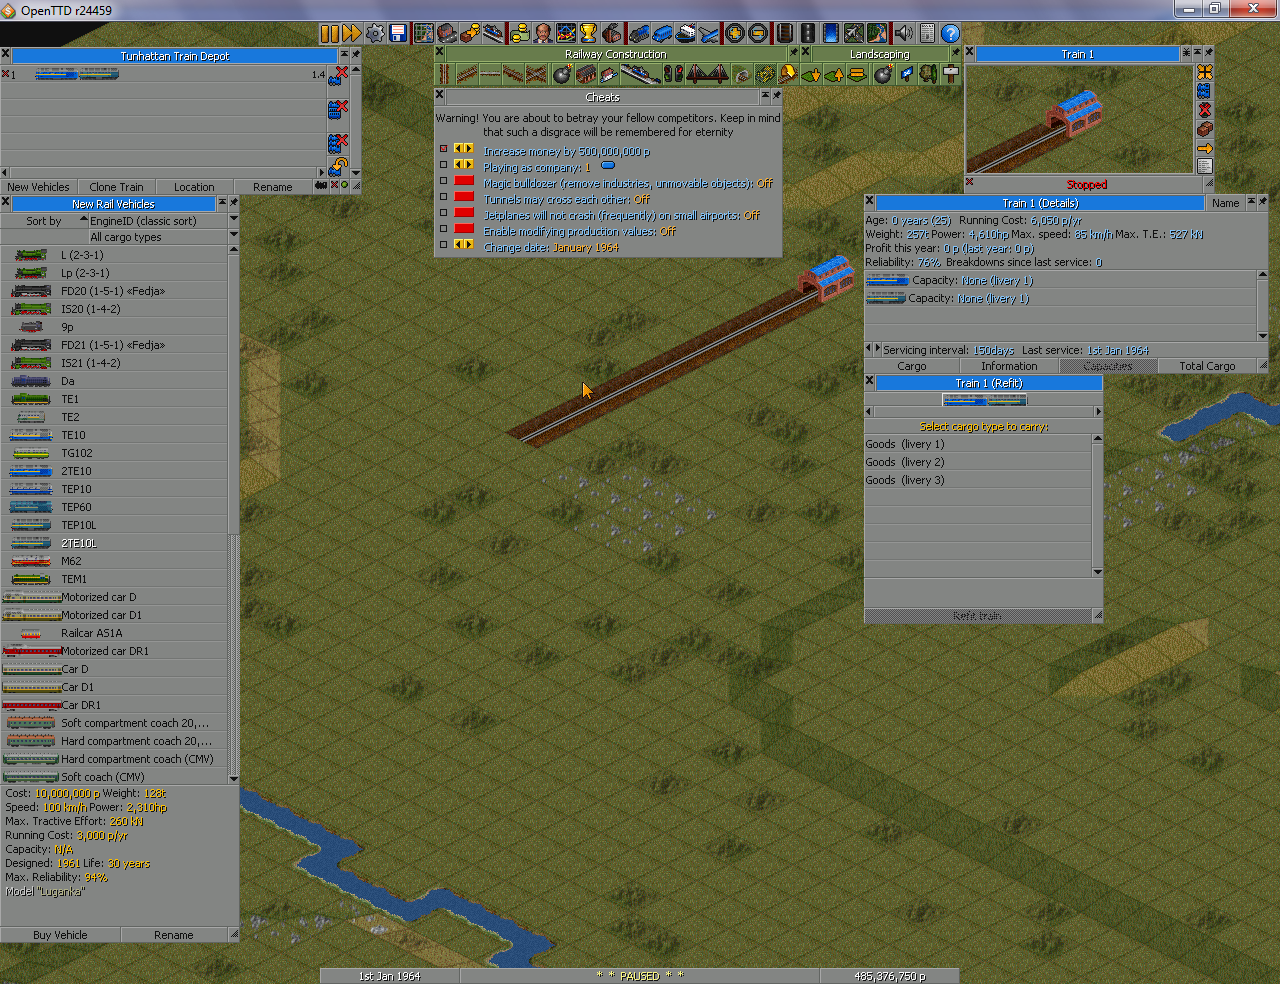 OpenTTD r24459
Tunhattan Train Depot
1
1.4
New Vehicles
Clone Train
Location
Rename
New Rail Vehicles
Sort by
EngineID (classic sort)
All cargo types
L (2-3-1)
Lp (2-3-1)
FD20 (1-5-1) «Fedja»
IS20 (1-4-2)
9p
FD21 (1-5-1) «Fedja»
IS21 (1-4-2)
Da
TE1
TE2
TE10
TG102
2TE10
TEP10
TEP60
TEP10L
2TE10L
M62
TEM1
Motorized car D
Motorized car D1
Railcar AS1A
Motorized car DR1
Car D
Car D1
Car DR1
Soft compartment coach 20,...
Hard compartment coach 20,...
Hard compartment coach (CMV)
Soft coach (CMV)
Cost: 10,000,000 p Weight: 128t
Speed: 100 km/h Power: 2,310hp
Max. Tractive Effort: 260 kN
Running Cost: 3,000 p/yr
Capacity: N/A
Designed: 1961 Life: 30 years
Max. Reliability: 94%
Model "Luganka"
Buy Vehicle
Rename
Railway Construction
Landscaping
Cheats
Warning! You are about to betray your fellow competitors. Keep in mind
that such a disgrace will be remembered for eternity
Increase money by 500,000,000 p
Playing as company: 1
Magic bulldozer (remove industries, unmovable objects): Off
Tunnels may cross each other: Off
Jetplanes will not crash (frequently) on small airports: Off
Enable modifying production values: Off
Change date: January 1964
Train 1
Stopped
Train 1 (Details)
Name
Age: 0 years (25) Running Cost: 6,050 p/yr
Weight: 257t Power: 4,610hp Max. speed: 35 km/h Max. T.E.: 527 kN
Profit this year: 0 p (last year: 0 p)
Reliability: 76% Breakdowns since last service: 0
Capacity: None (livery 1)
Capacity: None (livery 1)
Servicing interval: 150days Last service: 1st Jan 1964
Cargo
Information
Capacities
Total Cargo
Train 1 (Refit)
Select cargo type to carry:
Goods (livery 1)
Goods (livery 2)
Goods (livery 3)
Refit train
1st Jan 1964
* * PAUSED * *
485,376,750 p